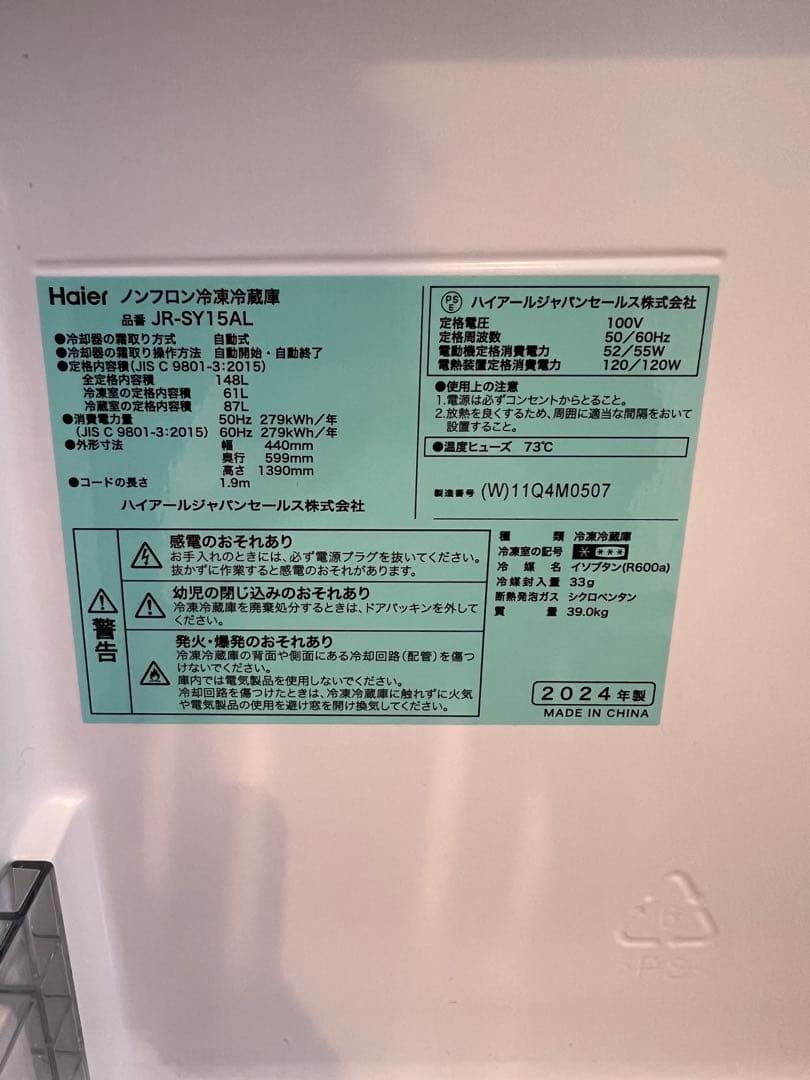 Haier ノンフロン冷凍冷蔵庫
品番 JR-SY15AL
●冷却器の霜取り方式 自動式
●冷却器の霜取り操作方法 自動開始・自動終了
●定格内容積(JIS C 9801-3:2015)
全定格内容積 148L
冷凍室の定格内容積 61L
冷蔵室の定格内容積 87L
●消費電力量 50Hz 279kWh/年
(JIS C 9801-3:2015) 60Hz 279kWh/年
●外形寸法 幅 440mm
奥行 599mm
高さ 1390mm
●コードの長さ 1.9m
ハイアールジャパンセールス株式会社
PSE ハイアールジャパンセールス株式会社
定格電圧 100V
定格周波数 50/60Hz
電動機定格消費電力 52/55W
電熱装置定格消費電力 120/120W
●使用上の注意
1.電源は必ずコンセントからとること。
2.放熱を良くするため、周囲に適当な間隔をおいて
設置すること。
●温度ヒューズ 73℃
製造番号 (W)11Q4M0507
警告
感電のおそれあり
お手入れのときには、必ず電源プラグを抜いてください。
抜かずに作業すると感電のおそれがあります。
幼児の閉じ込みのおそれあり
冷凍冷蔵庫を廃棄処分するときは、ドアパッキンを外して
ください。
発火・爆発のおそれあり
冷凍冷蔵庫の背面や側面にある冷却回路(配管)を傷つ
けないでください。
庫内では電気製品を使用しないでください。
冷却回路を傷つけたときは、冷凍冷蔵庫に触れずに火気
や電気製品の使用を避け窓を開け換気してください。
種類 冷凍冷蔵庫
冷凍室の記号 * ***
冷媒名 イソブタン(R600a)
冷媒封入量 33g
断熱発泡ガス シクロペンタン
質量 39.0kg
2024年製
MADE IN CHINA
PS